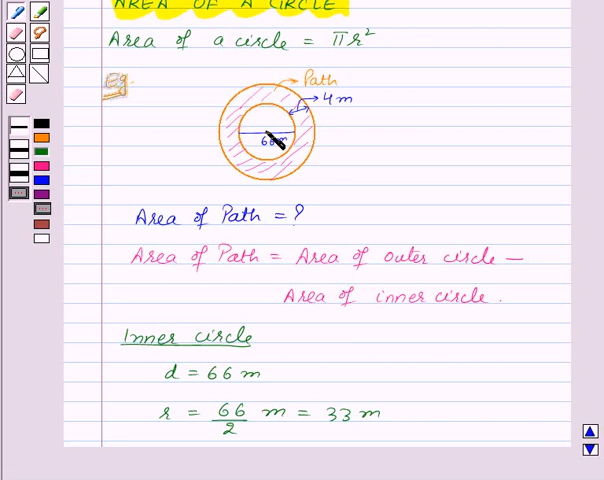 AREA OF A CIRCLE
Area of a circle = πr²
Eg.
Path
4 m
Area of Path = ?
Area of Path = Area of outer circle –
Area of inner circle.
Inner circle
d = 66 m
r = 66/2 m = 33 m